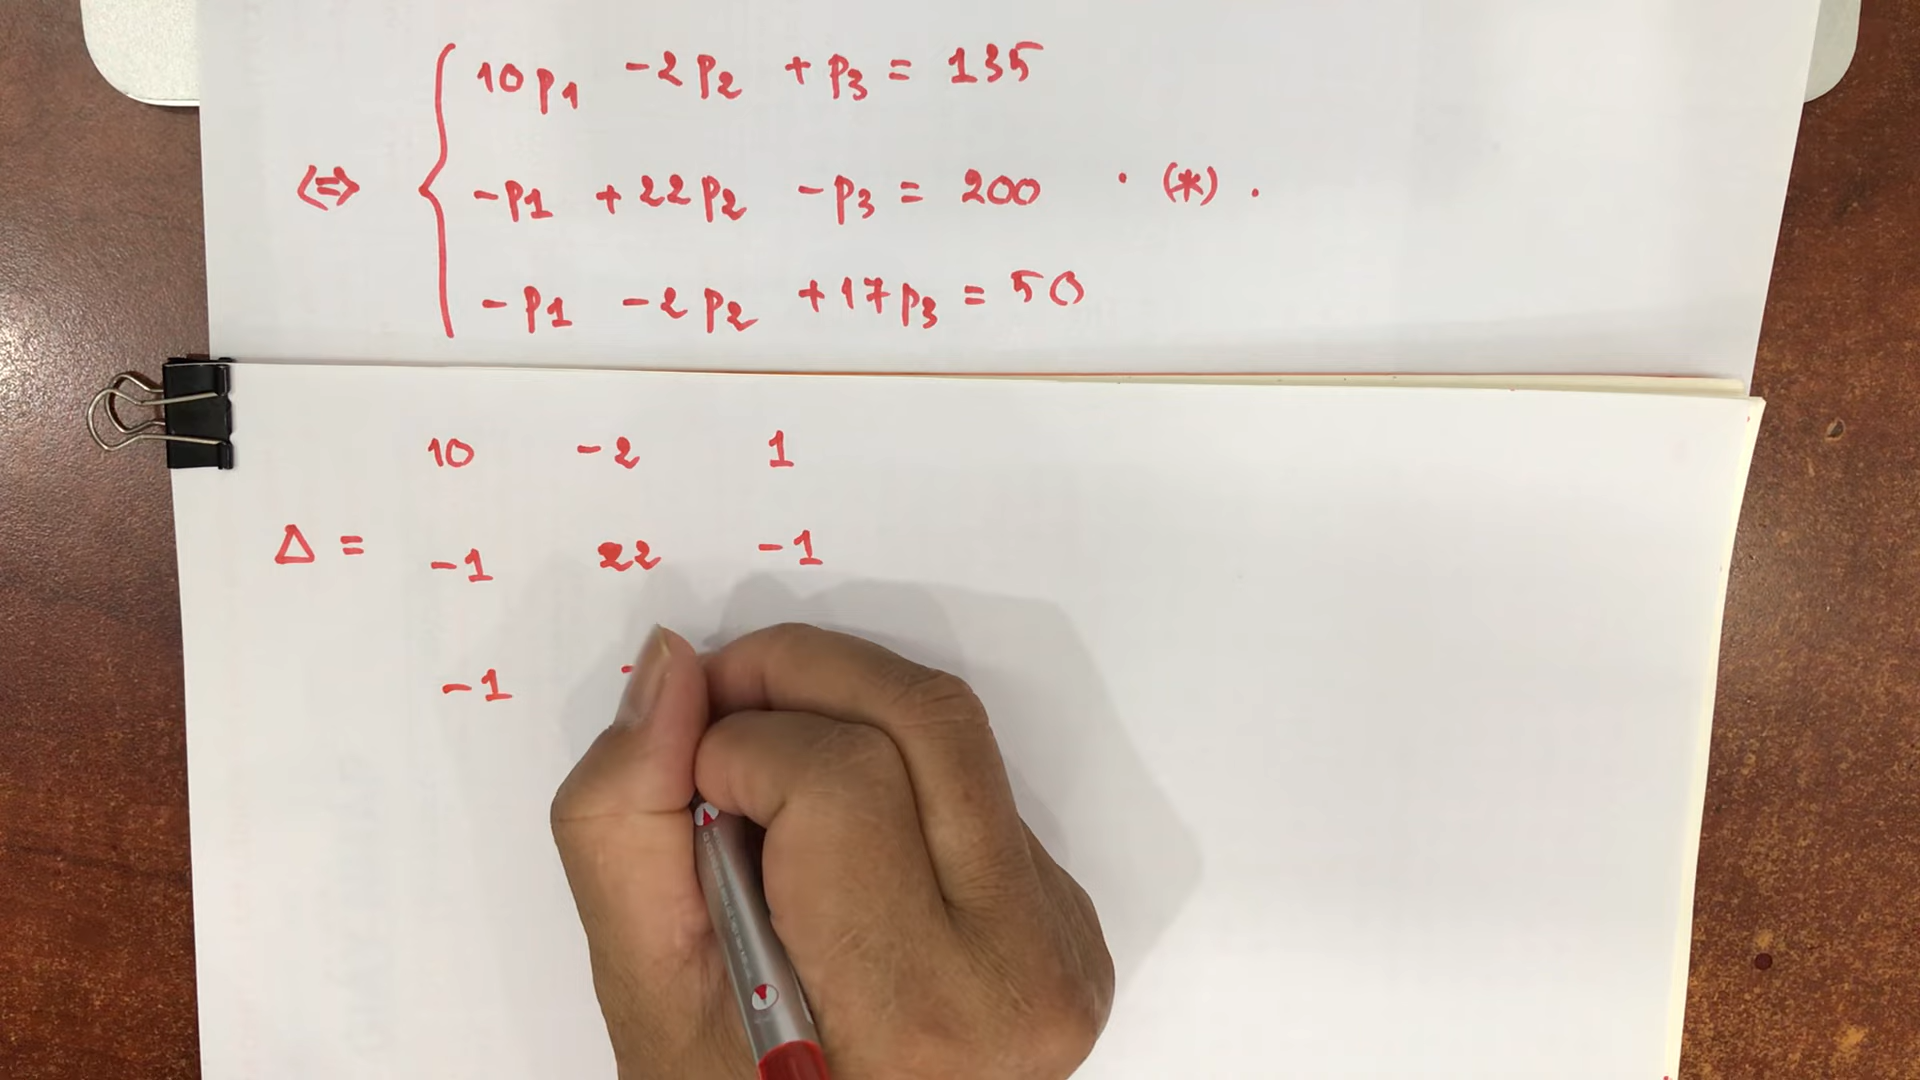 10p1 -2p2 +p3 = 135
⇔ { -p1 +22p2 -p3 = 200 . (*) .
-p1 -2p2 +17p3 = 50
10 -2 1
Δ = -1 22 -1
-1 -